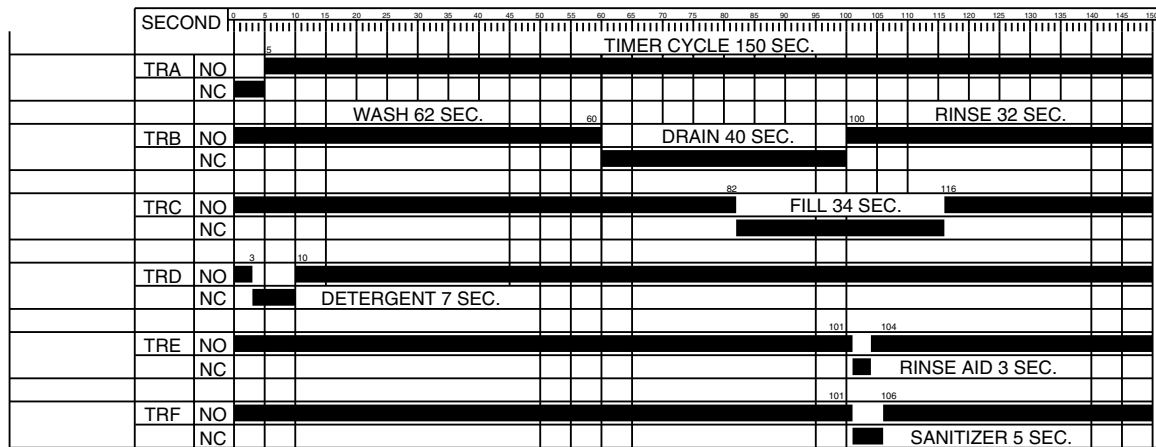 SECOND 0 5 10 15 20 25 30 35 40 45 50 55 60 65 70 75 80 85 90 95 100 105 110 115 120 125 130 135 140 145 150
5 TIMER CYCLE 150 SEC.
TRA NO
NC
WASH 62 SEC. 60 100 RINSE 32 SEC.
TRB NO DRAIN 40 SEC.
NC
82 116
TRC NO FILL 34 SEC.
NC
3 10
TRD NO
NC DETERGENT 7 SEC.
101 104
TRE NO
NC RINSE AID 3 SEC.
101 106
TRF NO
NC SANITIZER 5 SEC.